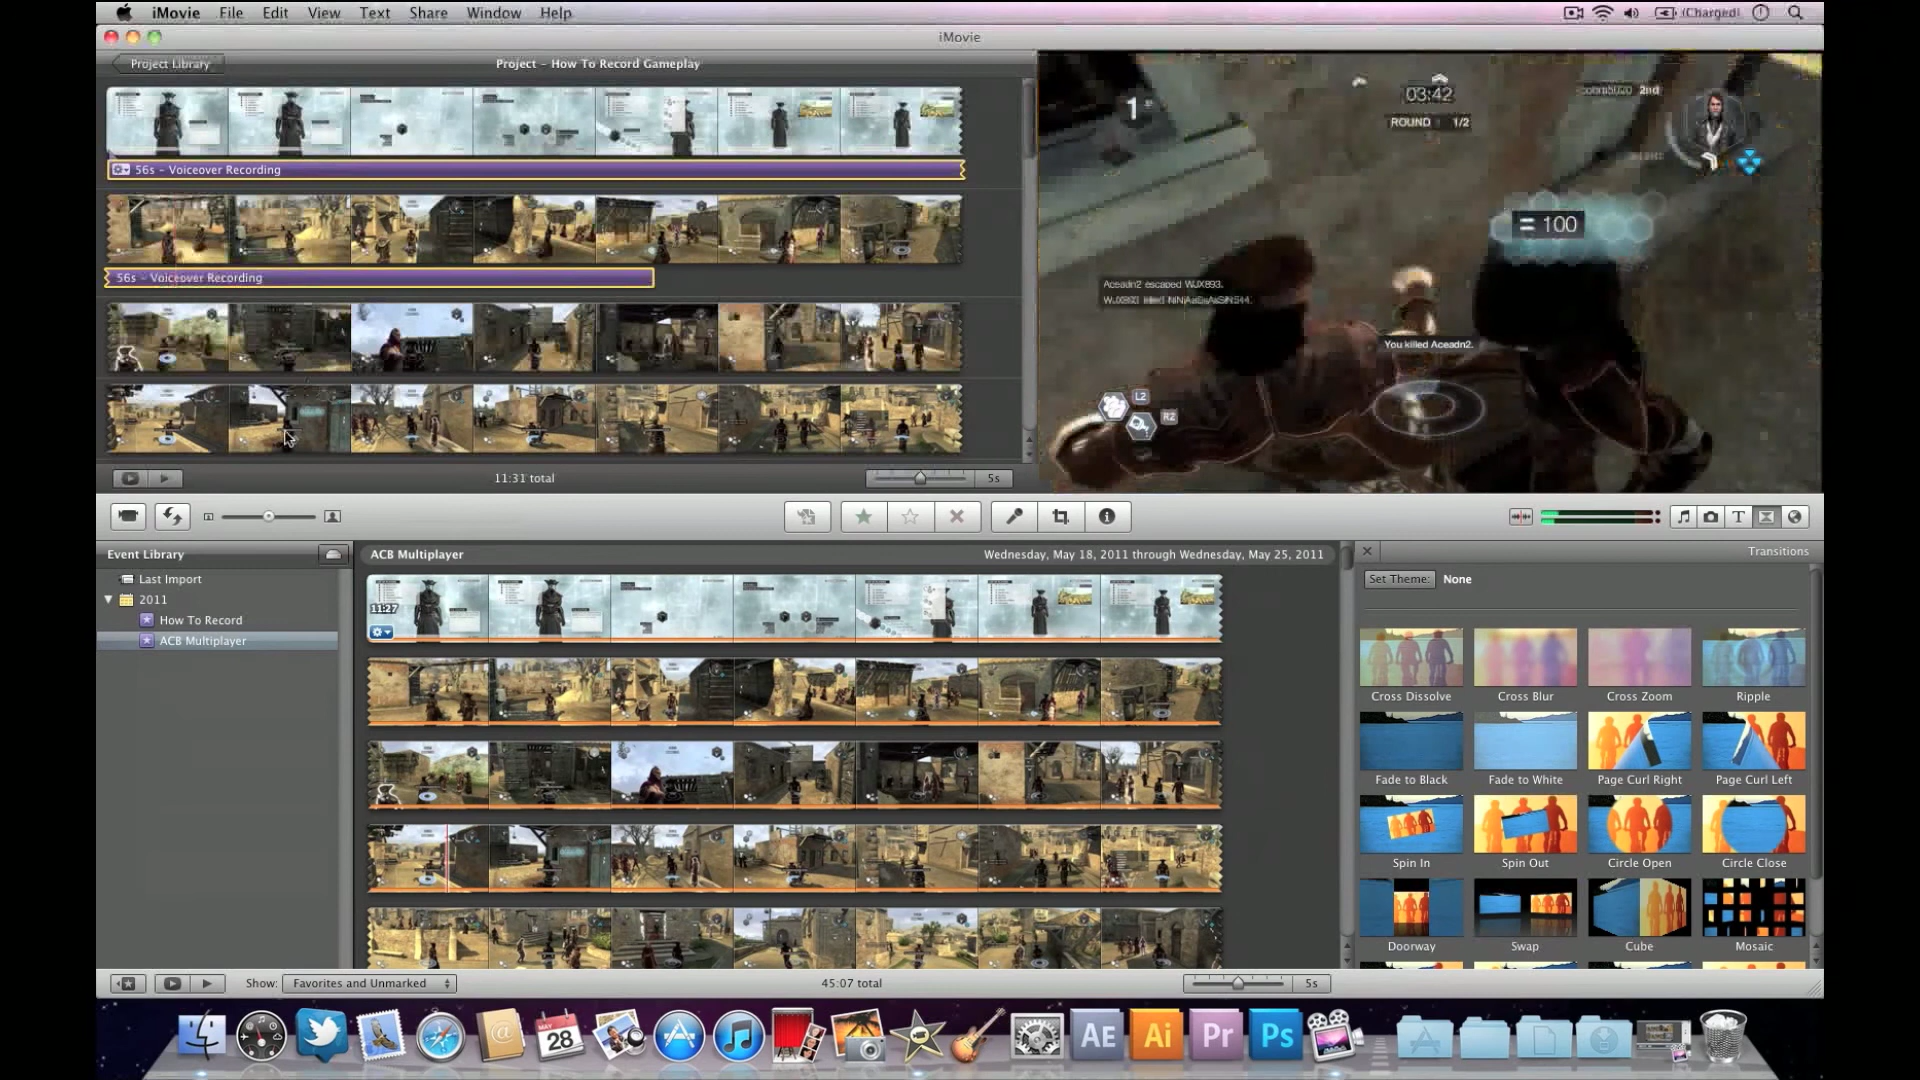 iMovie File Edit View Text Share Window Help (Charged)
iMovie
Project Library Project - How To Record Gameplay
56s - Voiceover Recording
56s - Voiceover Recording
11:31 total 5s
1
03:42
ROUND 1/2
2nd
= 100
Aceadn2 escaped WJX893.
You killed Aceadn2.
L2
R2
Event Library
Last Import
2011
How To Record
ACB Multiplayer
ACB Multiplayer Wednesday, May 18, 2011 through Wednesday, May 25, 2011
11:27
Transitions
Set Theme: None
Cross Dissolve Cross Blur Cross Zoom Ripple
Fade to Black Fade to White Page Curl Right Page Curl Left
Spin In Spin Out Circle Open Circle Close
Doorway Swap Cube Mosaic
Show: Favorites and Unmarked 45:07 total 5s
MAY 28 AE Ai Pr Ps